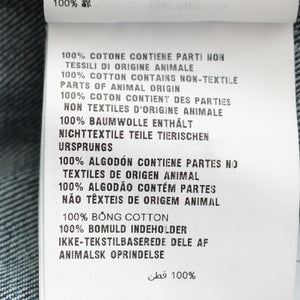 100% 
100% COTONE CONTIENE PARTI NON
TESSILI DI ORIGINE ANIMALE
100% COTTON CONTAINS NON-TEXTILE
PARTS OF ANIMAL ORIGIN
100% COTON CONTIENT DES PARTIES
NON TEXTILES D'ORIGINE ANIMALE
100% BAUMWOLLE ENTHÄLT
NICHTTEXTILE TEILE TIERISCHEN
URSPRUNGS
100% ALGODÓN CONTIENE PARTES NO
TEXTILES DE ORIGEN ANIMAL
100% ALGODÃO CONTÉM PARTES
NÃO TÊXTEIS DE ORIGEM ANIMAL
100% BÔNG COTTON
100% BOMULD INDEHOLDER
IKKE-TEKSTILBASEREDE DELE AF
ANIMALSK OPRINDELSE
100% قطن